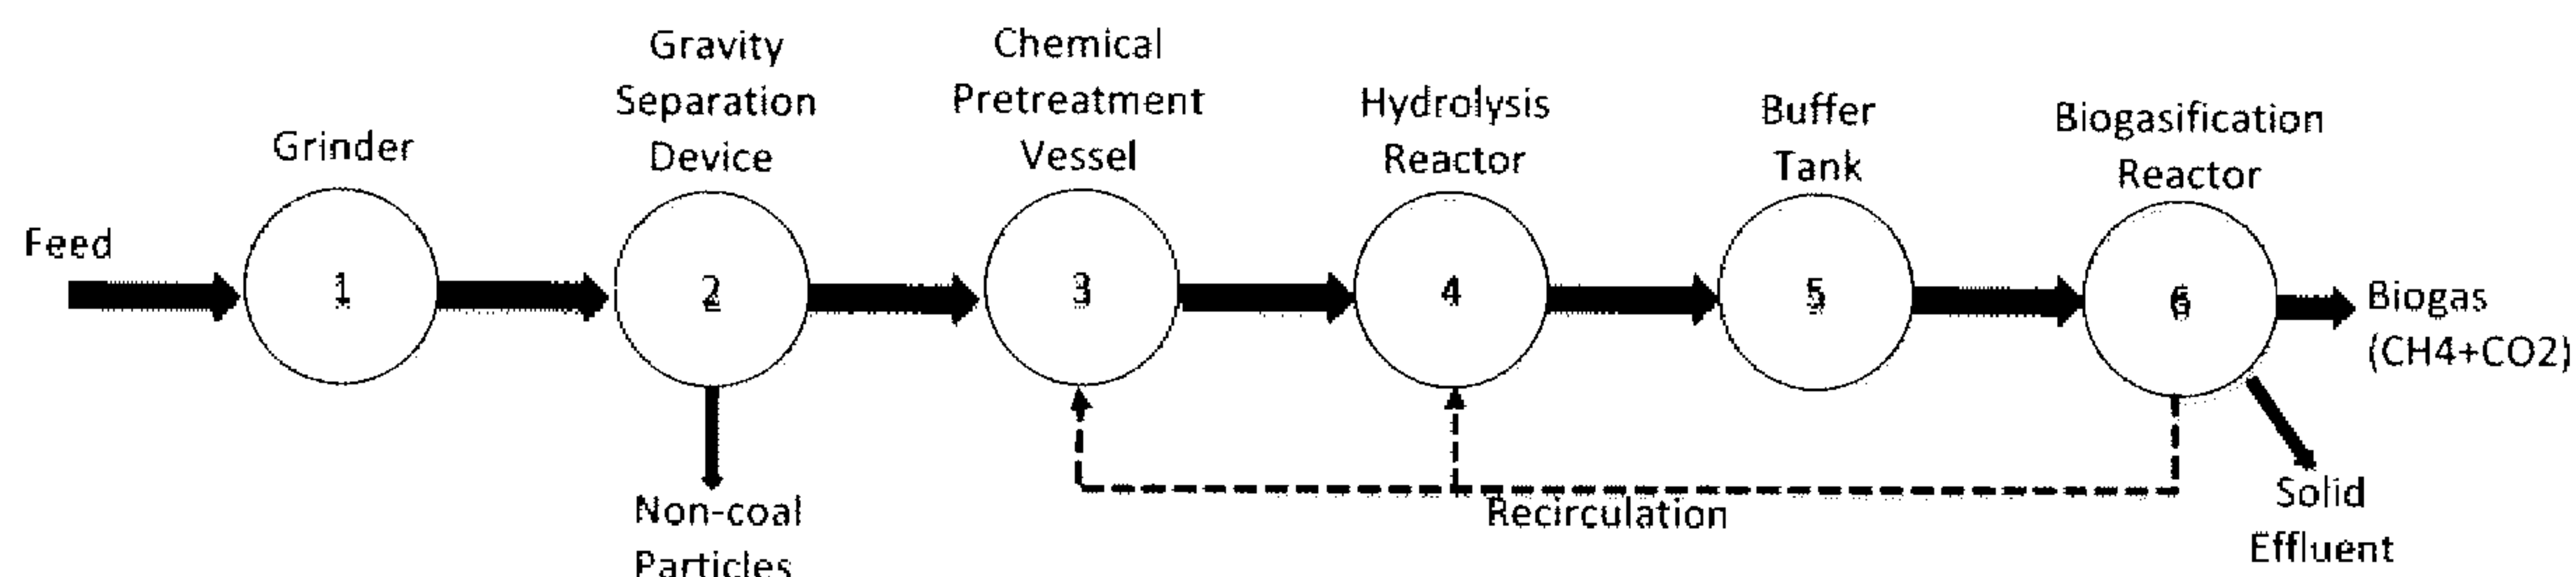 Feed
Grinder
1
Gravity
Separation
Device
2
Non-coal
Particles
Chemical
Pretreatment
Vessel
3
Hydrolysis
Reactor
4
Buffer
Tank
5
Biogasification
Reactor
6
Biogas
(CH4+CO2)
Solid
Effluent
Recirculation